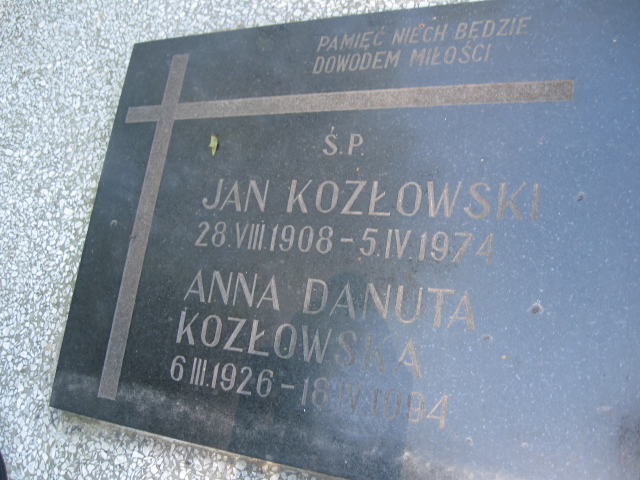 PAMIĘĆ NIECH BĘDZIE
DOWODEM MIŁOŚCI.
Ś.P.
JAN KOZŁOWSKI
28.VIII.1908 – 5.IV.1974
ANNA DANUTA
KOZŁOWSKA
6.III.1926 – 18.IV.1994